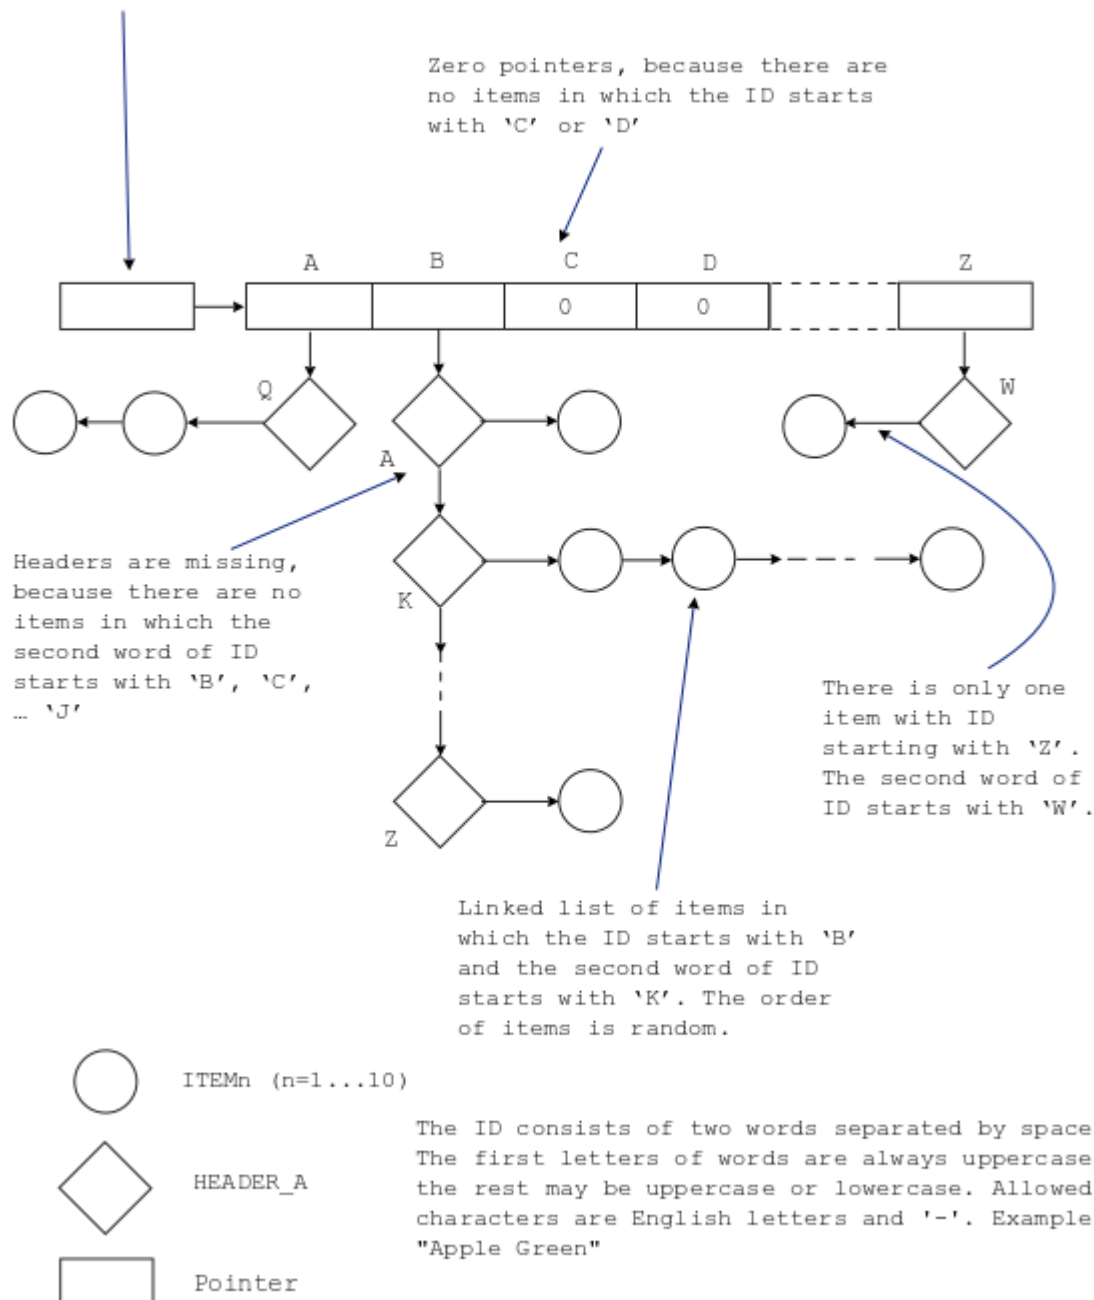 Zero pointers, because there are
no items in which the ID starts
with ‘C’ or ‘D’
A
B
C
D
Z
0
0
Q
W
A
K
Headers are missing,
because there are no
items in which the
second word of ID
starts with ‘B’, ‘C’,
… ‘J’
There is only one
item with ID
starting with ‘Z’.
The second word of
ID starts with ‘W’.
Z
Linked list of items in
which the ID starts with ‘B’
and the second word of ID
starts with ‘K’. The order
of items is random.
ITEMn (n=1...10)
HEADER_A
Pointer
The ID consists of two words separated by space
The first letters of words are always uppercase
the rest may be uppercase or lowercase. Allowed
characters are English letters and '-'. Example
"Apple Green"